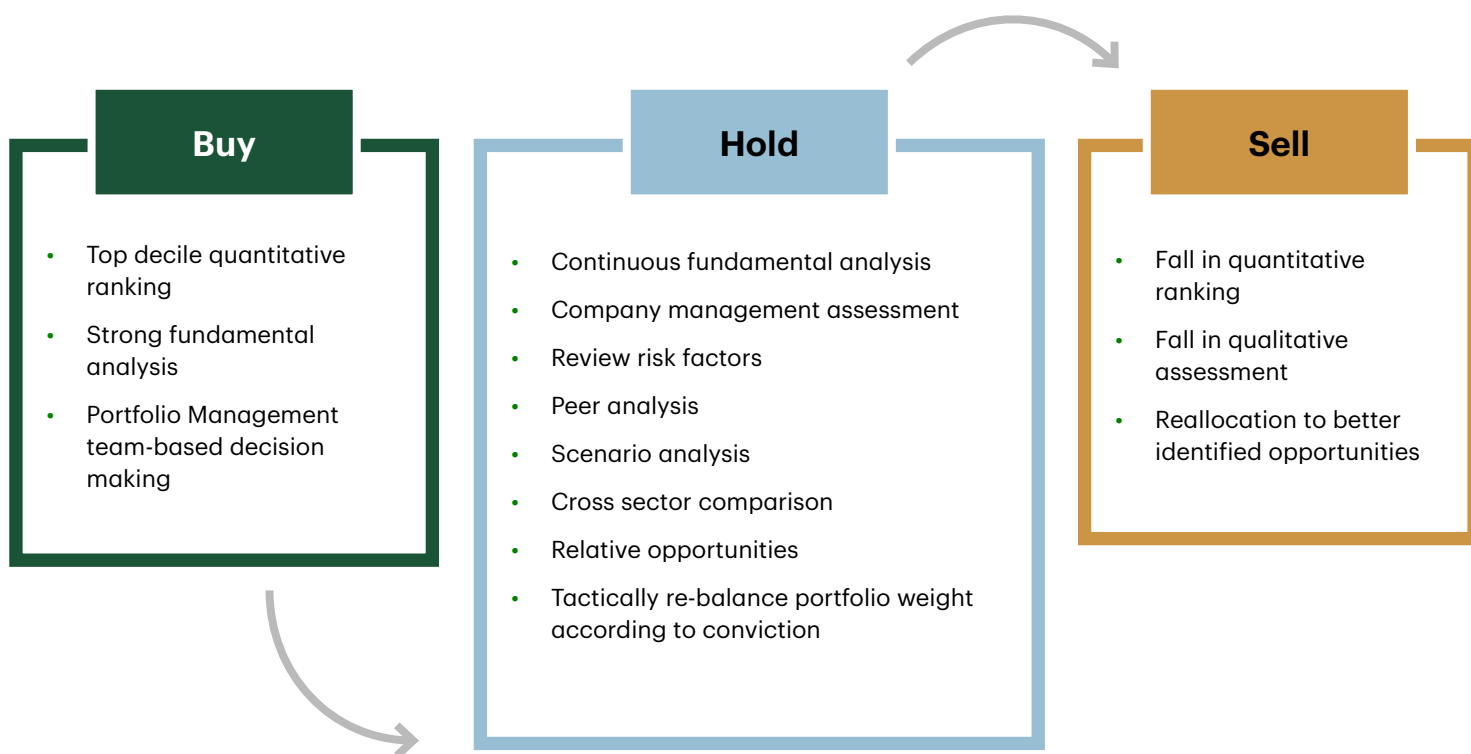 Buy
• Top decile quantitative
ranking
• Strong fundamental
analysis
• Portfolio Management
team-based decision
making
Hold
• Continuous fundamental analysis
• Company management assessment
• Review risk factors
• Peer analysis
• Scenario analysis
• Cross sector comparison
• Relative opportunities
• Tactically re-balance portfolio weight
according to conviction
Sell
• Fall in quantitative
ranking
• Fall in qualitative
assessment
• Reallocation to better
identified opportunities